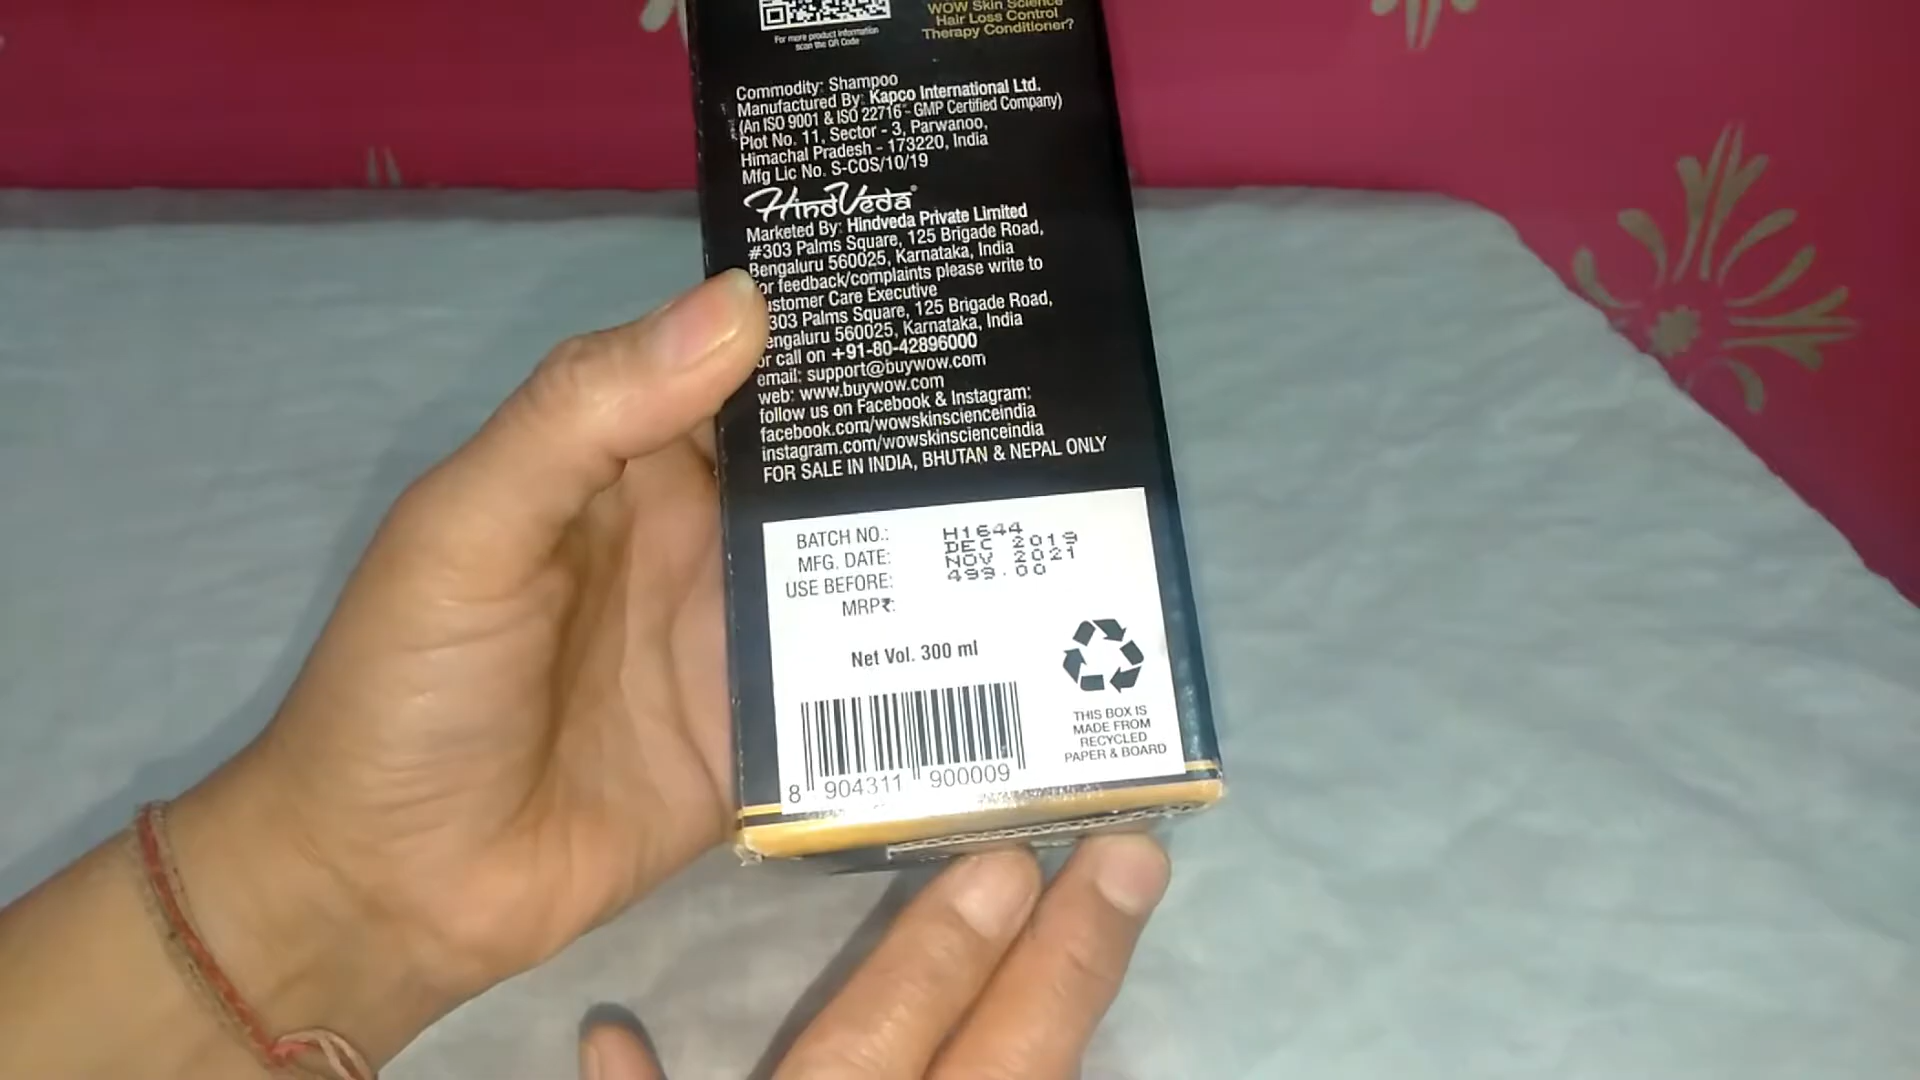 WOW Skin Science
Hair Loss Control
Therapy Conditioner?
For more product information
scan the QR Code
Commodity: Shampoo
Manufactured By: Kapco International Ltd.
(An ISO 9001 & ISO 22716 - GMP Certified Company)
Plot No. 11, Sector - 3, Parwanoo,
Himachal Pradesh - 173220, India
Mfg Lic No. S-COS/10/19
HindVeda®
Marketed By: Hindveda Private Limited
#303 Palms Square, 125 Brigade Road,
Bengaluru 560025, Karnataka, India
or feedback/complaints please write to
ustomer Care Executive
303 Palms Square, 125 Brigade Road,
engaluru 560025, Karnataka, India
or call on +91-80-42896000
email: support@buywow.com
web: www.buywow.com
follow us on Facebook & Instagram:
facebook.com/wowskinscienceindia
instagram.com/wowskinscienceindia
FOR SALE IN INDIA, BHUTAN & NEPAL ONLY
BATCH NO.: H1644
MFG. DATE: DEC 2019
USE BEFORE: NOV 2021
MRP₹: 499.00
Net Vol. 300 ml
THIS BOX IS
MADE FROM
RECYCLED
PAPER & BOARD
8 904311 900009